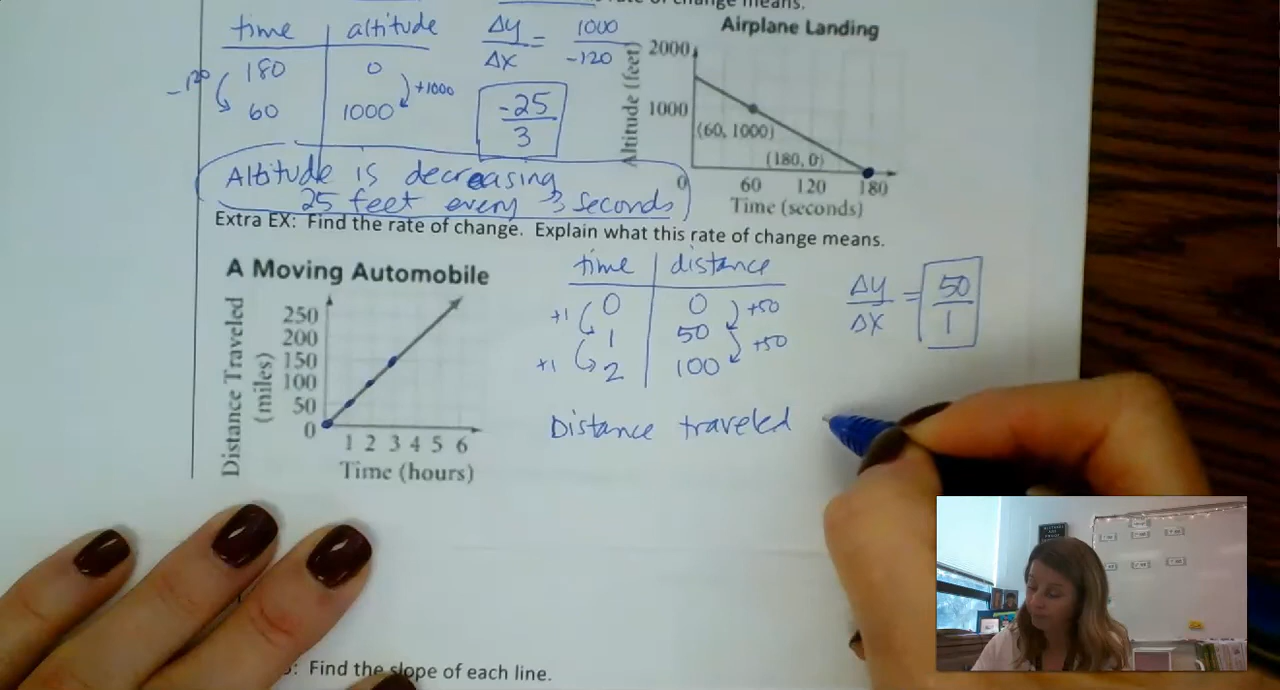 rate of change means.
time altitude
180 0
60 1000
-120
+1000
Δy/Δx = 1000/-120
-25/3
Altitude is decreasing
25 feet every 3 seconds
Airplane Landing
Altitude (feet)
2000
1000
0
(60, 1000)
(180, 0)
60 120 180
Time (seconds)
Extra EX: Find the rate of change. Explain what this rate of change means.
A Moving Automobile
Distance Traveled
(miles)
250
200
150
100
50
0
1 2 3 4 5 6
Time (hours)
time distance
0 0
1 50
2 100
+1
+1
+50
+50
Δy/Δx = 50/1
Distance traveled
: Find the slope of each line.